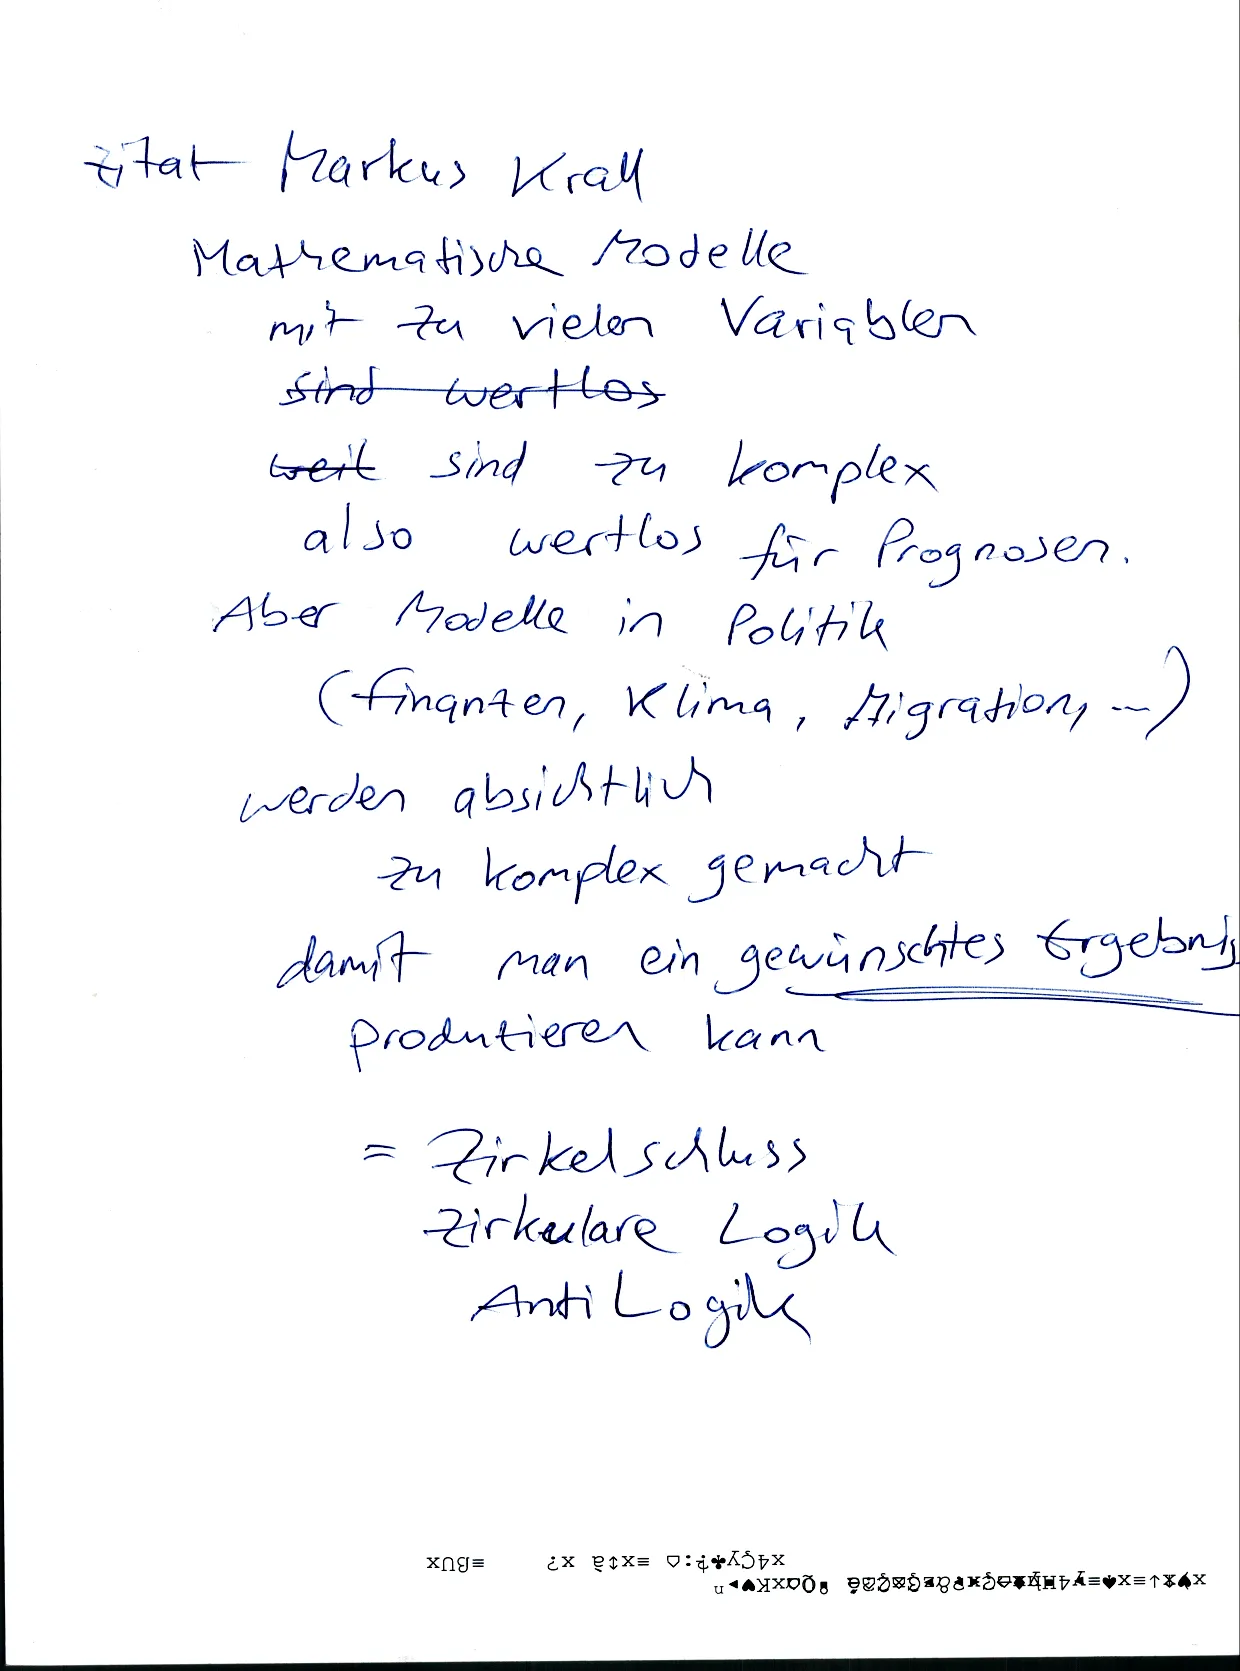 Zitat Markus Krall
Mathematische Modelle
mit zu vielen Variablen
sind wertlos
weil sind zu komplex
also wertlos für Prognosen.
Aber Modelle in Politik
(Finanzen, Klima, Migration, ...)
werden absichtlich
zu komplex gemacht
damit man ein gewünschtes Ergebnis
produzieren kann
= Zirkelschluss
Zirkulare Logik
Anti Logik